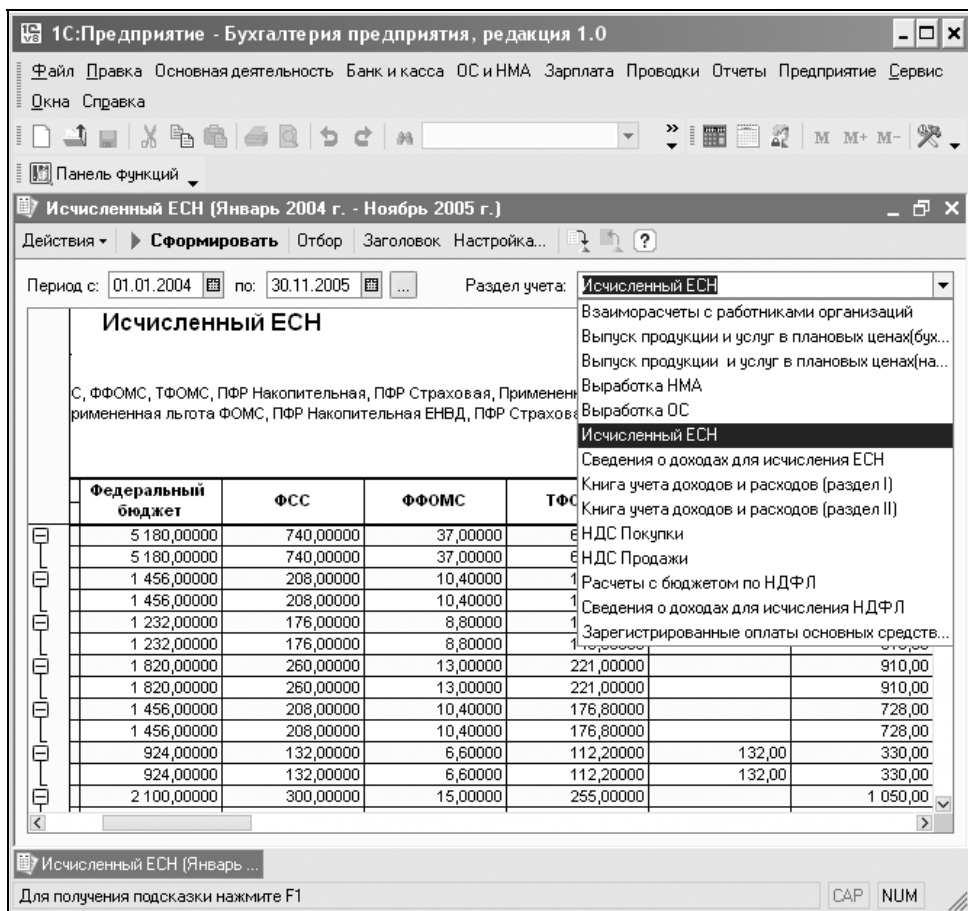 1С:Предприятие - Бухгалтерия предприятия, редакция 1.0
Файл Правка Основная деятельность Банк и касса ОС и НМА Зарплата Проводки Отчеты Предприятие Сервис
Окна Справка
M M+ M-
Панель функций
Исчисленный ЕСН (Январь 2004 г. - Ноябрь 2005 г.)
Действия Сформировать Отбор Заголовок Настройка... ?
Период с: 01.01.2004 по: 30.11.2005 ... Раздел учета: Исчисленный ЕСН
Исчисленный ЕСН
С, ФФОМС, ТФОМС, ПФР Накопительная, ПФР Страховая,
ФОМС, ПФР Накопительная ЕНВД, ПФР
Взаиморасчеты с работниками организаций
Выпуск продукции и услуг в плановых ценах(бух...
Выпуск продукции и услуг в плановых ценах(на...
Выработка НМА
Выработка ОС
Исчисленный ЕСН
Сведения о доходах для исчисления ЕСН
Книга учета доходов и расходов (раздел I)
Книга учета доходов и расходов (раздел II)
НДС Покупки
НДС Продажи
Расчеты с бюджетом по НДФЛ
Сведения о доходах для исчисления НДФЛ
Зарегистрированные оплаты основных средств...
Федеральный
бюджет ФСС ФФОМС
5 180,00000 740,00000 37,00000
5 180,00000 740,00000 37,00000
1 456,00000 208,00000 10,40000
1 456,00000 208,00000 10,40000
1 232,00000 176,00000 8,80000
1 232,00000 176,00000 8,80000
1 820,00000 260,00000 13,00000 221,00000 910,00
1 820,00000 260,00000 13,00000 221,00000 910,00
1 456,00000 208,00000 10,40000 176,80000 728,00
1 456,00000 208,00000 10,40000 176,80000 728,00
924,00000 132,00000 6,60000 112,20000 132,00 330,00
924,00000 132,00000 6,60000 112,20000 132,00 330,00
2 100,00000 300,00000 15,00000 255,00000 1 050,00
Исчисленный ЕСН (Январь ...
Для получения подсказки нажмите F1 CAP NUM